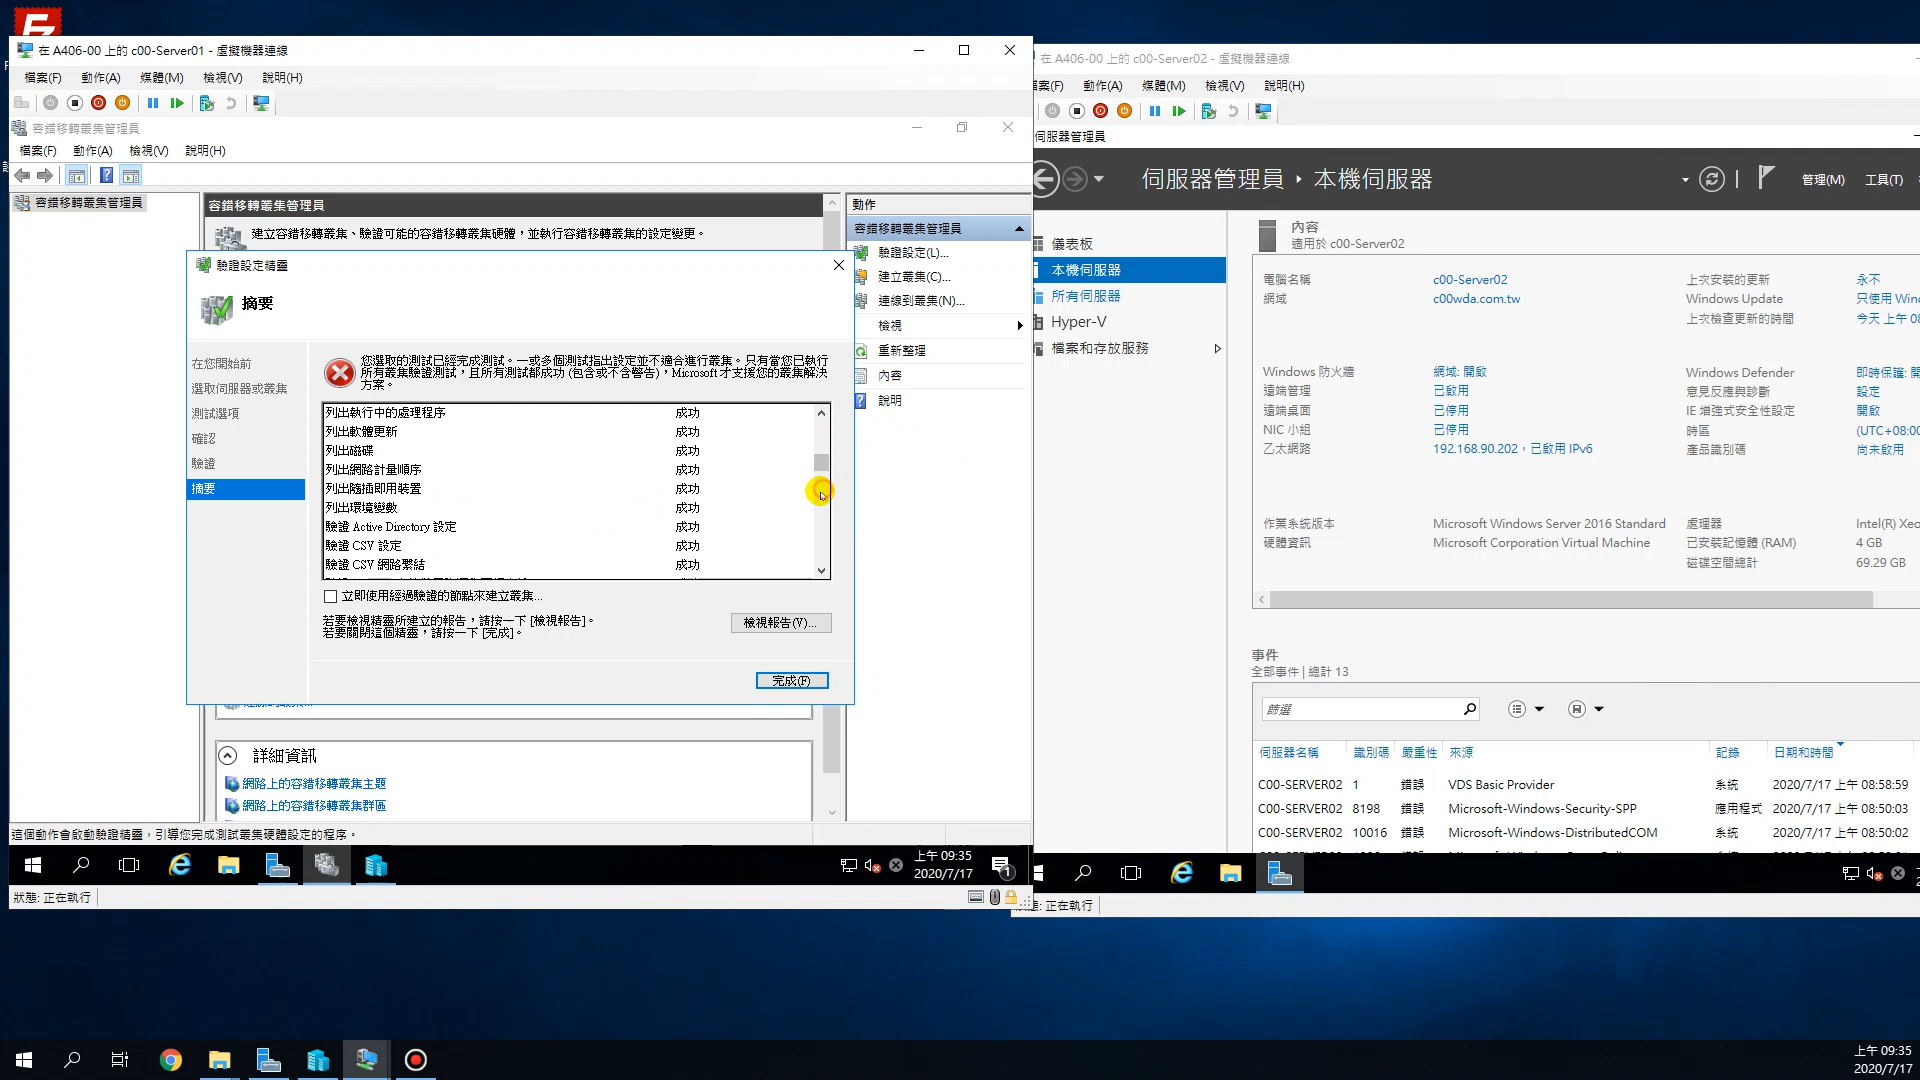 在 A406-00 上的 c00-Server01 - 虛擬機器連線
檔案(F) 動作(A) 媒體(M) 檢視(V) 說明(H)
容錯移轉叢集管理員
檔案(F) 動作(A) 檢視(V) 說明(H)
容錯移轉叢集管理員
容錯移轉叢集管理員
建立容錯移轉叢集、驗證可能的容錯移轉叢集硬體，並執行容錯移轉叢集的設定變更。
動作
容錯移轉叢集管理員
驗證設定(L)...
建立叢集(C)...
連線到叢集(N)...
檢視
重新整理
內容
說明
驗證設定精靈
摘要
在您開始前
選取伺服器或叢集
測試選項
確認
驗證
摘要
您選取的測試已經完成測試。一或多個測試指出設定並不適合進行叢集。只有當您已執行
所有叢集驗證測試，且所有測試都成功 (包含或不含警告)，Microsoft 才支援您的叢集解決
方案。
列出執行中的處理程序 成功
列出軟體更新 成功
列出磁碟 成功
列出網路計量順序 成功
列出隨插即用裝置 成功
列出環境變數 成功
驗證 Active Directory 設定 成功
驗證 CSV 設定 成功
驗證 CSV 網路繫結 成功
立即使用經過驗證的節點來建立叢集...
若要檢視精靈所建立的報告，請按一下 [檢視報告]。
若要關閉這個精靈，請按一下 [完成]。
檢視報告(V)...
完成(F)
詳細資訊
網路上的容錯移轉叢集主題
網路上的容錯移轉叢集群區
這個動作會啟動驗證精靈，引導您完成測試叢集硬體設定的程序。
上午 09:35
2020/7/17
1
狀態: 正在執行
在 A406-00 上的 c00-Server02 - 虛擬機器連線
案(F) 動作(A) 媒體(M) 檢視(V) 說明(H)
伺服器管理員
伺服器管理員 ‣ 本機伺服器
管理(M) 工具(T)
儀表板
本機伺服器
所有伺服器
Hyper-V
檔案和存放服務
內容
適用於 c00-Server02
電腦名稱 c00-Server02 上次安裝的更新 永不
網域 c00wda.com.tw Windows Update 只使用 Win
上次檢查更新的時間 今天 上午 0
Windows 防火牆 網域: 開啟 Windows Defender 即時保護: 開
遠端管理 已啟用 意見反應與診斷 設定
遠端桌面 已停用 IE 增強式安全性設定 開啟
NIC 小組 已停用 時區 (UTC+08:00
乙太網路 192.168.90.202，已啟用 IPv6 產品識別碼 尚未啟用
作業系統版本 Microsoft Windows Server 2016 Standard 處理器 Intel(R) Xeo
硬體資訊 Microsoft Corporation Virtual Machine 已安裝記憶體 (RAM) 4 GB
磁碟空間總計 69.29 GB
事件
全部事件 | 總計 13
篩選
伺服器名稱 識別碼 嚴重性 來源 記錄 日期和時間
C00-SERVER02 1 錯誤 VDS Basic Provider 系統 2020/7/17 上午 08:58:59
C00-SERVER02 8198 錯誤 Microsoft-Windows-Security-SPP 應用程式 2020/7/17 上午 08:50:03
C00-SERVER02 10016 錯誤 Microsoft-Windows-DistributedCOM 系統 2020/7/17 上午 08:50:02
態: 正在執行
上午 09:35
2020/7/17